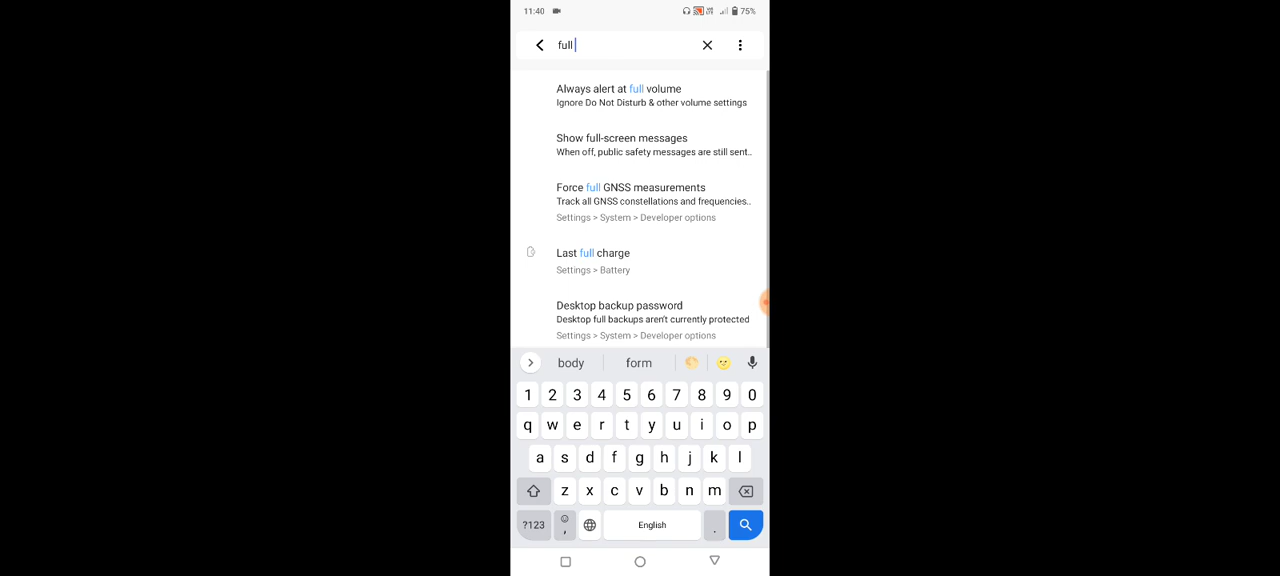 11:40
75%
full
Always alert at full volume
Ignore Do Not Disturb & other volume settings
Show full-screen messages
When off, public safety messages are still sent..
Force full GNSS measurements
Track all GNSS constellations and frequencies..
Settings > System > Developer options
Last full charge
Settings > Battery
Desktop backup password
Desktop full backups aren't currently protected
Settings > System > Developer options
body form
1 2 3 4 5 6 7 8 9 0
q w e r t y u i o p
a s d f g h j k l
z x c v b n m
?123 , English .